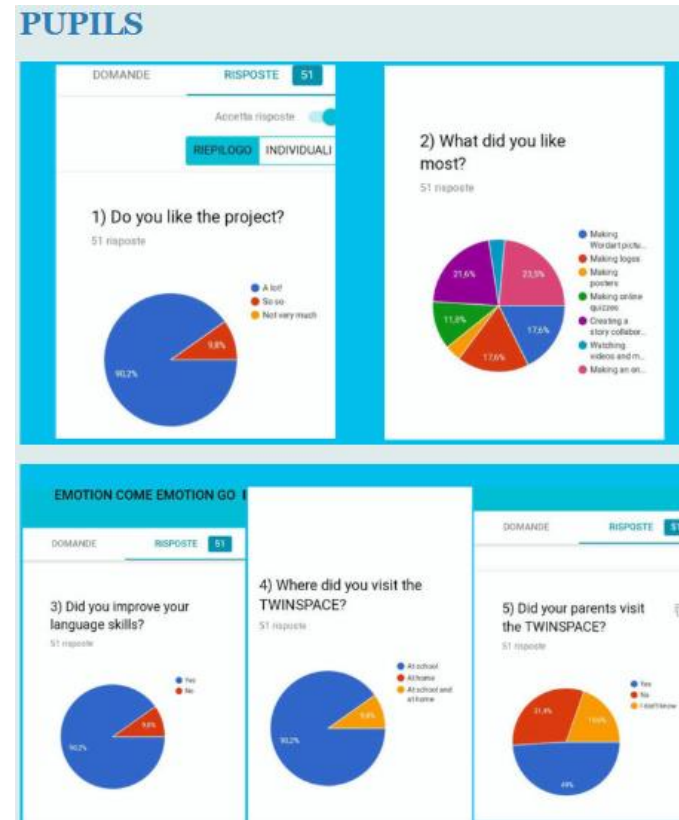 PUPILS
DOMANDE
RISPOSTE 51
Accetta risposte
RIEPILOGO INDIVIDUALI
1) Do you like the project?
51 risposte
A lot!
So so
Not very much
9,8%
90,2%
2) What did you like
most?
51 risposte
Making
Wordart pictu...
Making logos
Making
posters
Making online
quizzes
Creating a
story collabor...
Watching
videos and m...
Making an on...
21,6%
23,5%
11,8%
17,6%
17,6%
EMOTION COME EMOTION GO
DOMANDE
RISPOSTE 51
3) Did you improve your
language skills?
51 risposte
Yes
No
9,8%
90,2%
4) Where did you visit the
TWINSPACE?
51 risposte
At school
At home
At school and
at home
9,8%
90,2%
DOMANDE
RISPOSTE 51
5) Did your parents visit
the TWINSPACE?
51 risposte
Yes
No
I don't know
31,4%
19,6%
49%